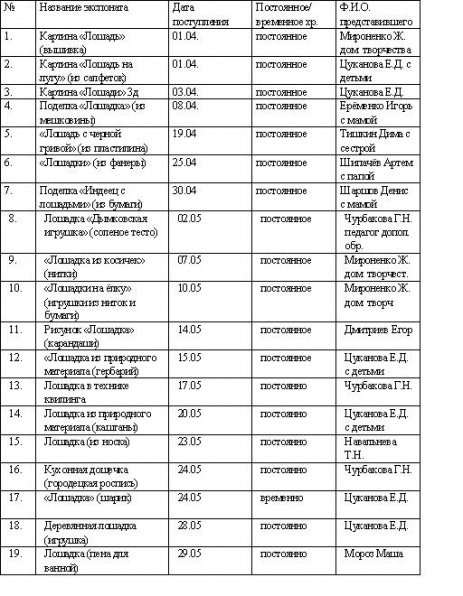 № Название экспоната Дата Постоянное/ Ф.И.О.
поступления временное хр. представившего
1. Картина «Лошадь» 01.04. постоянное Мироненко Ж.
(вышивка) дом творчества
2. Картина «Лошадь на 01.04. постоянное Цуканова Е.Д. с
лугу» (из салфеток) детьми
3. Картина «Лошади» 3д 03.04. постоянное Цуканова Е.Д.
4. Поделка «Лошадка» (из 08.04. постоянное Ерёменко Игорь
мешковины) с мамой
5. «Лошадь с черной 19.04 постоянное Тишкин Дима с
гривой» (из пластилина) сестрой
6. «Лошадки» (из фанеры) 25.04 постоянное Шипачёв Артем
с папой
7. Поделка «Индеец с 30.04 постоянное Шаршов Денис
лошадьми» (из бумаги) с мамой
8. Лошадка «Дымковская 02.05 постоянное Чурбакова Г.Н.
игрушка» (соленое тесто) педагог допол.
обр.
9. «Лошадка из косичек» 07.05 постоянное Мироненко Ж.
(нитки) дом творчест.
10. «Лошадки на ёлку» 10.05 постоянное Мироненко Ж.
(игрушки из ниток и дом творч
бумаги)
11. Рисунок «Лошадка» 14.05 постоянное Дмитриев Егор
(карандаши)
12. «Лошадка из природного 15.05 постоянное Цуканова Е.Д.
материала (гербарий) с детьми
13. Лошадка в технике 17.05 постоянно Чурбакова Г.Н.
квилинга
14. Лошадка из природного 20.05 постоянно Цуканова Е.Д.
материала (каштаны) с детьми
15. Лошадка (из носка) 23.05 постоянно Навальнева
Т.Н.
16. Кухонная дощечка 24.05 постоянно Чурбакова Г.Н.
(городецкая роспись)
17. «Лошадка» (шарик) 24.05 временно Цуканова Е.Д.
18. Деревянная лошадка 28.05 постоянно Цуканова Е.Д.
(игрушка)
19. Лошадка (пена для 29.05 постоянно Мороз Маша
ванной)